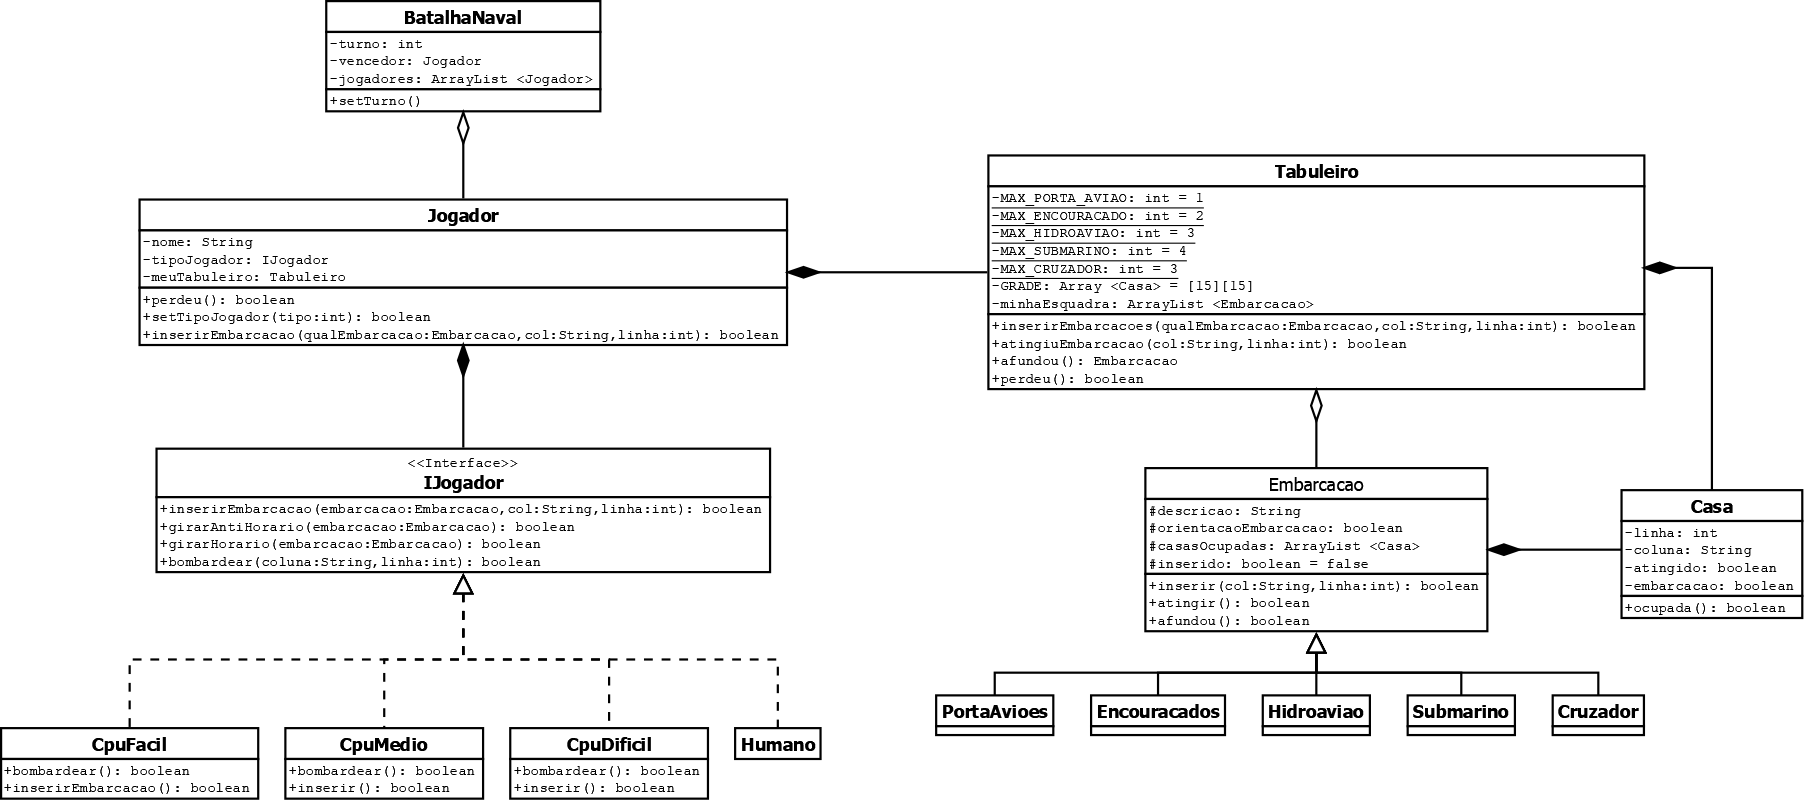 BatalhaNaval
-turno: int
-vencedor: Jogador
-jogadores: ArrayList <Jogador>
+setTurno()
Jogador
-nome: String
-tipoJogador: IJogador
-meuTabuleiro: Tabuleiro
+perdeu(): boolean
+setTipoJogador(tipo:int): boolean
+inserirEmbarcacao(qualEmbarcacao:Embarcacao,col:String,linha:int): boolean
Tabuleiro
-MAX_PORTA_AVIAO: int = 1
-MAX_ENCOURACADO: int = 2
-MAX_HIDROAVIAO: int = 3
-MAX_SUBMARINO: int = 4
-MAX_CRUZADOR: int = 3
-GRADE: Array <Casa> = [15][15]
-minhaEsquadra: ArrayList <Embarcacao>
+inserirEmbarcacoes(qualEmbarcacao:Embarcacao,col:String,linha:int): boolean
+atingiuEmbarcacao(col:String,linha:int): boolean
+afundou(): Embarcacao
+perdeu(): boolean
<<Interface>>
IJogador
+inserirEmbarcacao(embarcacao:Embarcacao,col:String,linha:int): boolean
+girarAntiHorario(embarcacao:Embarcacao): boolean
+girarHorario(embarcacao:Embarcacao): boolean
+bombardear(coluna:String,linha:int): boolean
Embarcacao
#descricao: String
#orientacaoEmbarcacao: boolean
#casasOcupadas: ArrayList <Casa>
#inserido: boolean = false
+inserir(col:String,linha:int): boolean
+atingir(): boolean
+afundou(): boolean
Casa
-linha: int
-coluna: String
-atingido: boolean
-embarcacao: boolean
+ocupada(): boolean
PortaAvioes
Encouracados
Hidroaviao
Submarino
Cruzador
CpuFacil
+bombardear(): boolean
+inserirEmbarcacao(): boolean
CpuMedio
+bombardear(): boolean
+inserir(): boolean
CpuDificil
+bombardear(): boolean
+inserir(): boolean
Humano